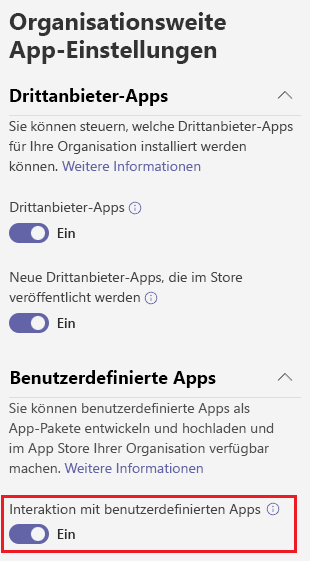 Organisationsweite
App-Einstellungen
Drittanbieter-Apps
Sie können steuern, welche Drittanbieter-Apps
für Ihre Organisation installiert werden
können. Weitere Informationen
Drittanbieter-Apps
Ein
Neue Drittanbieter-Apps, die im Store
veröffentlicht werden
Ein
Benutzerdefinierte Apps
Sie können benutzerdefinierte Apps als
App-Pakete entwickeln und hochladen und
im App Store Ihrer Organisation verfügbar
machen. Weitere Informationen
Interaktion mit benutzerdefinierten Apps
Ein